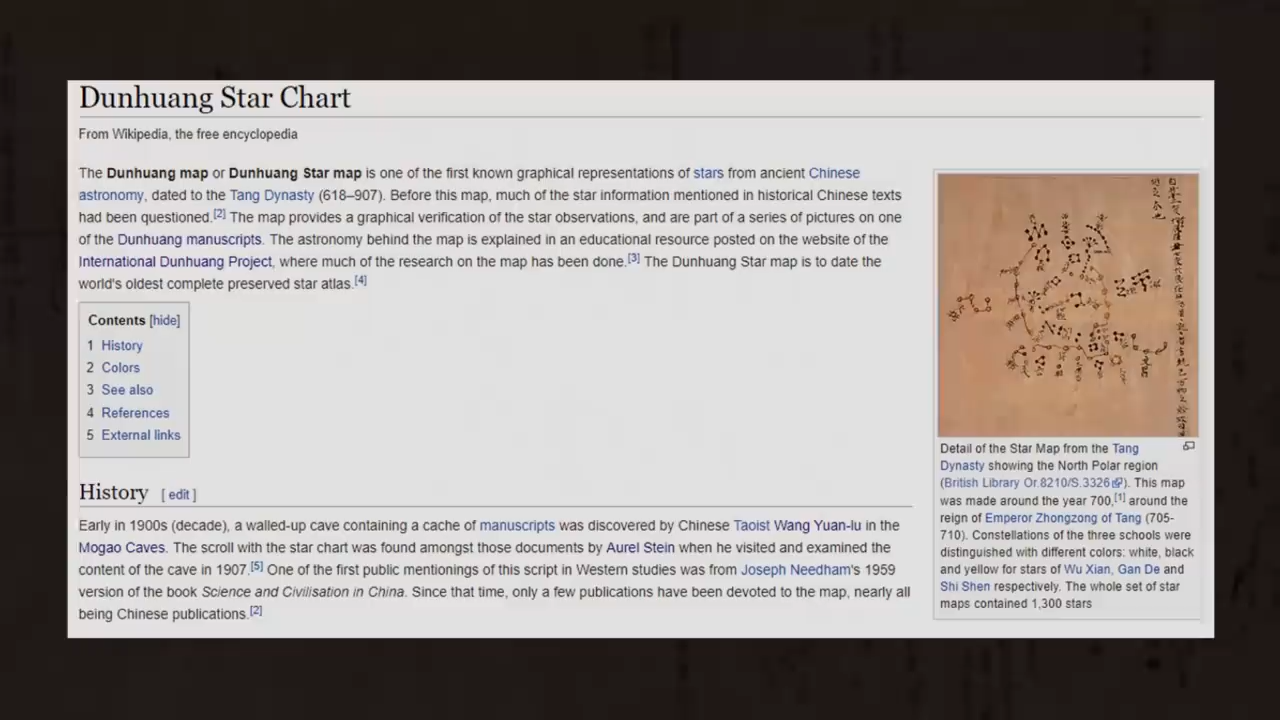 Dunhuang Star Chart
From Wikipedia, the free encyclopedia
The Dunhuang map or Dunhuang Star map is one of the first known graphical representations of stars from ancient Chinese
astronomy, dated to the Tang Dynasty (618–907). Before this map, much of the star information mentioned in historical Chinese texts
had been questioned.[2] The map provides a graphical verification of the star observations, and are part of a series of pictures on one
of the Dunhuang manuscripts. The astronomy behind the map is explained in an educational resource posted on the website of the
International Dunhuang Project, where much of the research on the map has been done.[3] The Dunhuang Star map is to date the
world's oldest complete preserved star atlas.[4]
Contents [hide]
1 History
2 Colors
3 See also
4 References
5 External links
History [ edit ]
Early in 1900s (decade), a walled-up cave containing a cache of manuscripts was discovered by Chinese Taoist Wang Yuan-lu in the
Mogao Caves. The scroll with the star chart was found amongst those documents by Aurel Stein when he visited and examined the
content of the cave in 1907.[5] One of the first public mentionings of this script in Western studies was from Joseph Needham's 1959
version of the book Science and Civilisation in China. Since that time, only a few publications have been devoted to the map, nearly all
being Chinese publications.[2]
Detail of the Star Map from the Tang
Dynasty showing the North Polar region
(British Library Or.8210/S.3326). This map
was made around the year 700,[1] around the
reign of Emperor Zhongzong of Tang (705-
710). Constellations of the three schools were
distinguished with different colors: white, black
and yellow for stars of Wu Xian, Gan De and
Shi Shen respectively. The whole set of star
maps contained 1,300 stars